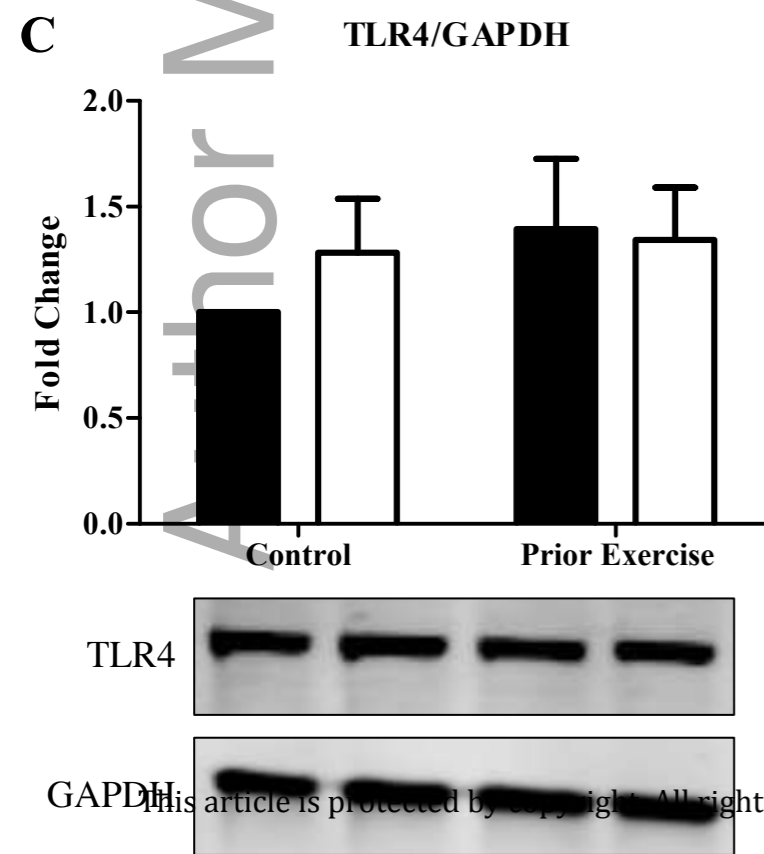 C
TLR4/GAPDH
Fold Change
2.0
1.5
1.0
0.5
0.0
Control
Prior Exercise
TLR4
GAPDH
This article is protected by copyright. All right
Author M